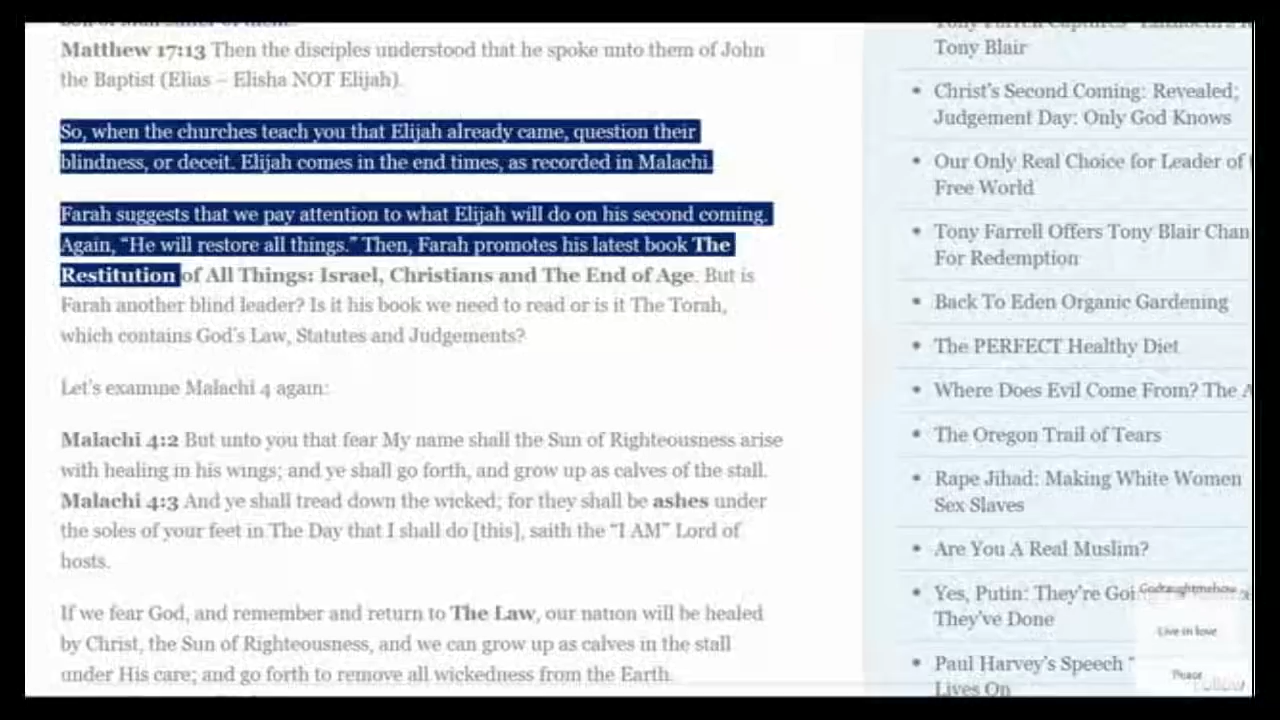 Matthew 17:13 Then the disciples understood that he spoke unto them of John
the Baptist (Elias – Elisha NOT Elijah).
So, when the churches teach you that Elijah already came, question their
blindness, or deceit. Elijah comes in the end times, as recorded in Malachi.
Farah suggests that we pay attention to what Elijah will do on his second coming.
Again, “He will restore all things.” Then, Farah promotes his latest book The
Restitution of All Things: Israel, Christians and The End of Age. But is
Farah another blind leader? Is it his book we need to read or is it The Torah,
which contains God’s Law, Statutes and Judgements?
Let’s examine Malachi 4 again:
Malachi 4:2 But unto you that fear My name shall the Sun of Righteousness arise
with healing in his wings; and ye shall go forth, and grow up as calves of the stall.
Malachi 4:3 And ye shall tread down the wicked; for they shall be ashes under
the soles of your feet in The Day that I shall do [this], saith the “I AM” Lord of
hosts.
If we fear God, and remember and return to The Law, our nation will be healed
by Christ, the Sun of Righteousness, and we can grow up as calves in the stall
under His care; and go forth to remove all wickedness from the Earth.
Tony Blair
Christ’s Second Coming: Revealed;
Judgement Day: Only God Knows
Our Only Real Choice for Leader of
Free World
Tony Farrell Offers Tony Blair Chan
For Redemption
Back To Eden Organic Gardening
The PERFECT Healthy Diet
Where Does Evil Come From? The A
The Oregon Trail of Tears
Rape Jihad: Making White Women
Sex Slaves
Are You A Real Muslim?
Yes, Putin: They’re Goi
They’ve Done
Paul Harvey’s Speech “
Lives On
Godtaughtmehow
Live in love
Peace
Follow